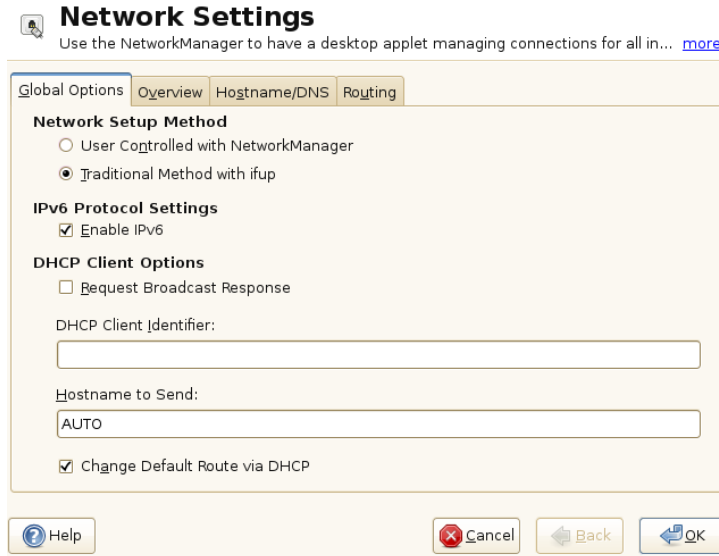 Network Settings
Use the NetworkManager to have a desktop applet managing connections for all in... more
Global Options Overview Hostname/DNS Routing
Network Setup Method
User Controlled with NetworkManager
Traditional Method with ifup
IPv6 Protocol Settings
Enable IPv6
DHCP Client Options
Request Broadcast Response
DHCP Client Identifier:
Hostname to Send:
AUTO
Change Default Route via DHCP
Help Cancel Back OK